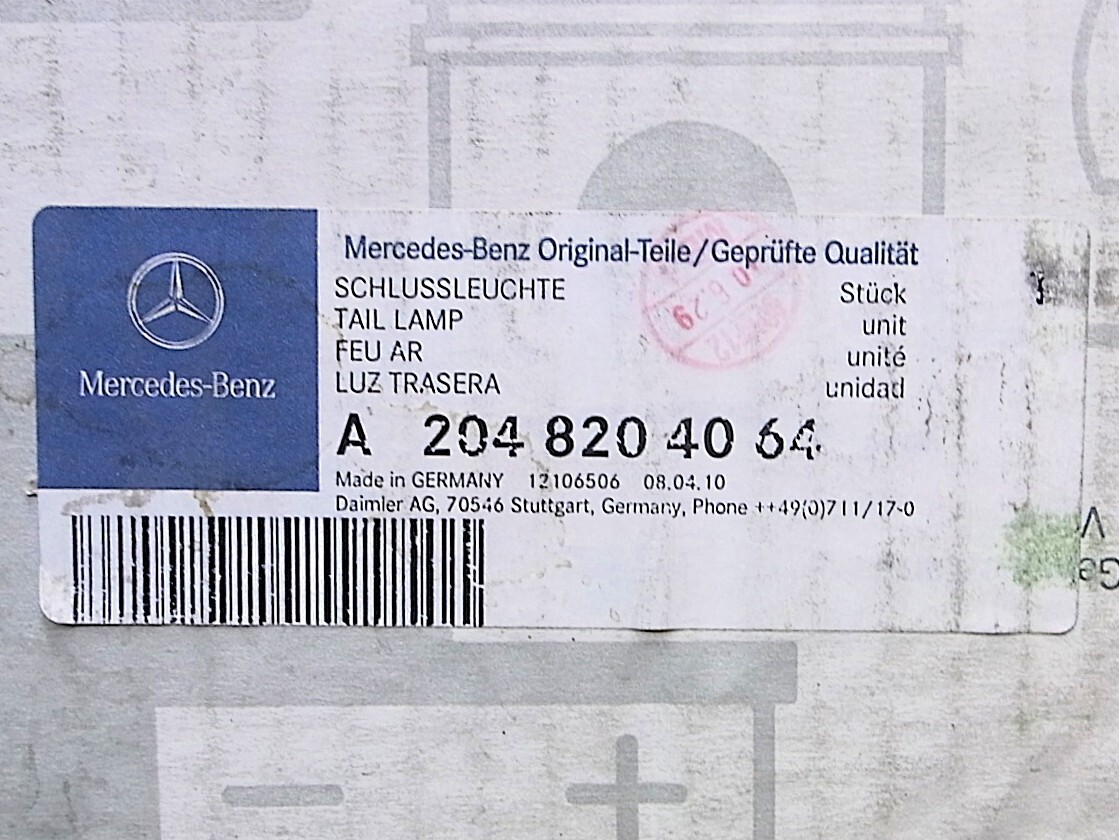 Mercedes-Benz
Mercedes-Benz Original-Teile/Geprüfte Qualität
SCHLUSSLEUCHTE Stück
TAIL LAMP unit
FEU AR unité
LUZ TRASERA unidad
A 204 820 40 64
Made in GERMANY 12106506 08.04.10
Daimler AG, 70546 Stuttgart, Germany, Phone ++49(0)711/17-0
6.29